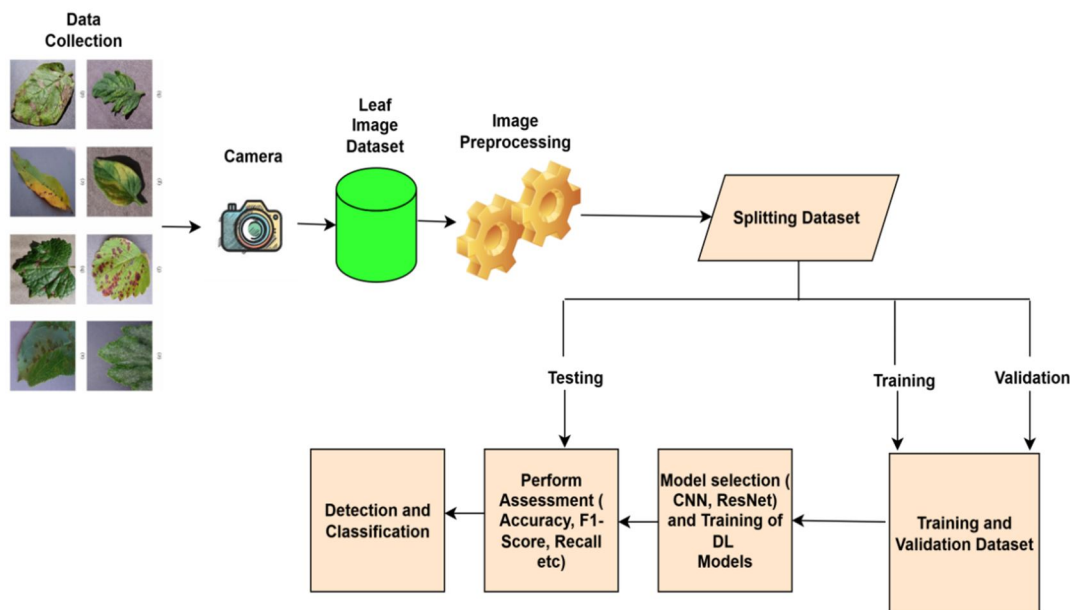 Data
Collection
Camera
Leaf
Image
Dataset
Image
Preprocessing
Splitting Dataset
Testing
Training
Validation
Detection and
Classification
Perform
Assessment (
Accuracy, F1-
Score, Recall
etc)
Model selection (
CNN, ResNet)
and Training of
DL
Models
Training and
Validation Dataset